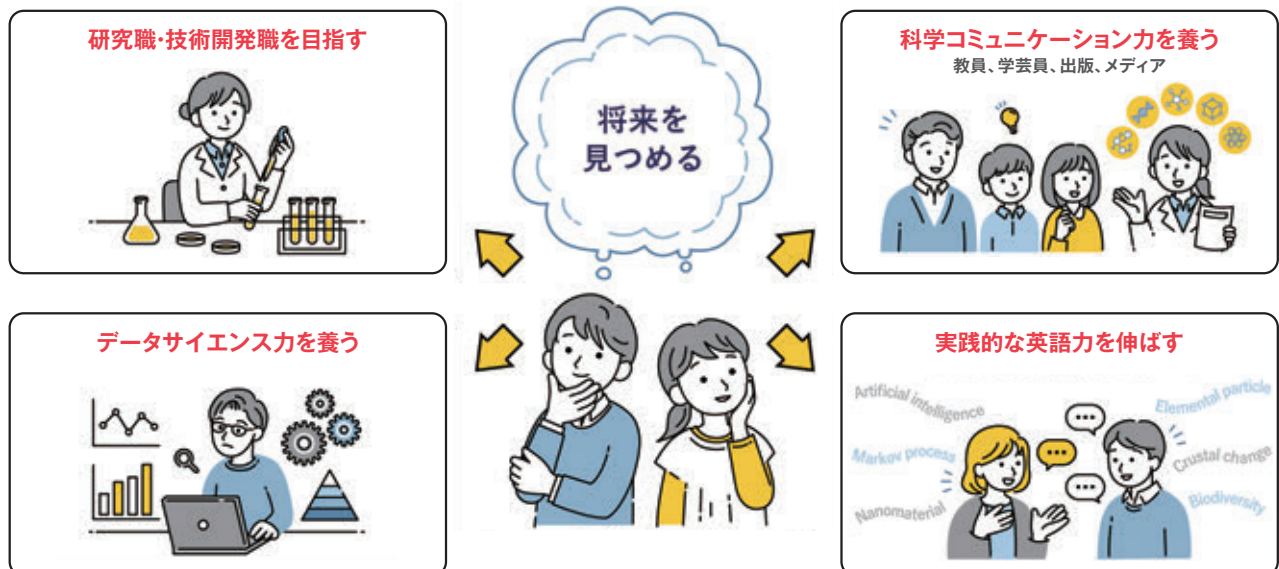 研究職・技術開発職を目指す
将来を
見つめる
科学コミュニケーション力を養う
教員、学芸員、出版、メディア
データサイエンス力を養う
実践的な英語力を伸ばす
Artificial intelligence
Elemental particle
Markov process
Crustal change
Nanomaterial
Biodiversity